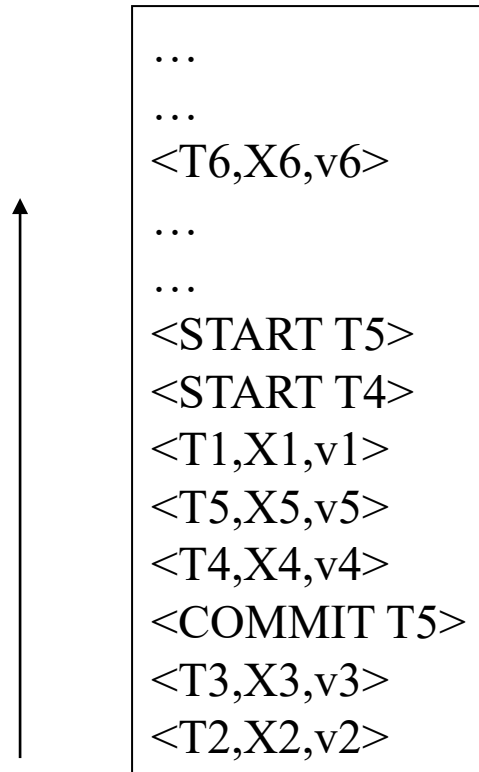 …
…
<T6,X6,v6>
…
…
…
<START T5>
<START T4>
<T1,X1,v1>
<T5,X5,v5>
<T4,X4,v4>
<COMMIT T5>
<T3,X3,v3>
<T2,X2,v2>